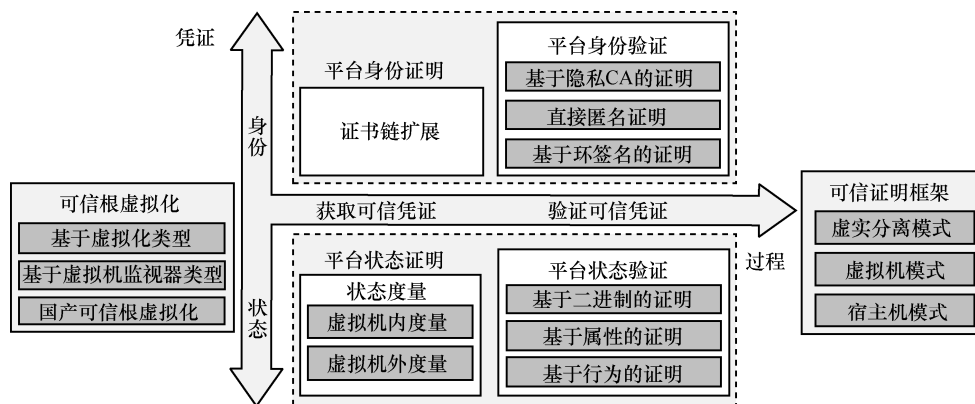 凭证
身份
状态
可信根虚拟化
基于虚拟化类型
基于虚拟机监视器类型
国产可信根虚拟化
平台身份证明
证书链扩展
平台身份验证
基于隐私CA的证明
直接匿名证明
基于环签名的证明
获取可信凭证
验证可信凭证
过程
平台状态证明
状态度量
虚拟机内度量
虚拟机外度量
平台状态验证
基于二进制的证明
基于属性的证明
基于行为的证明
可信证明框架
虚实分离模式
虚拟机模式
宿主机模式